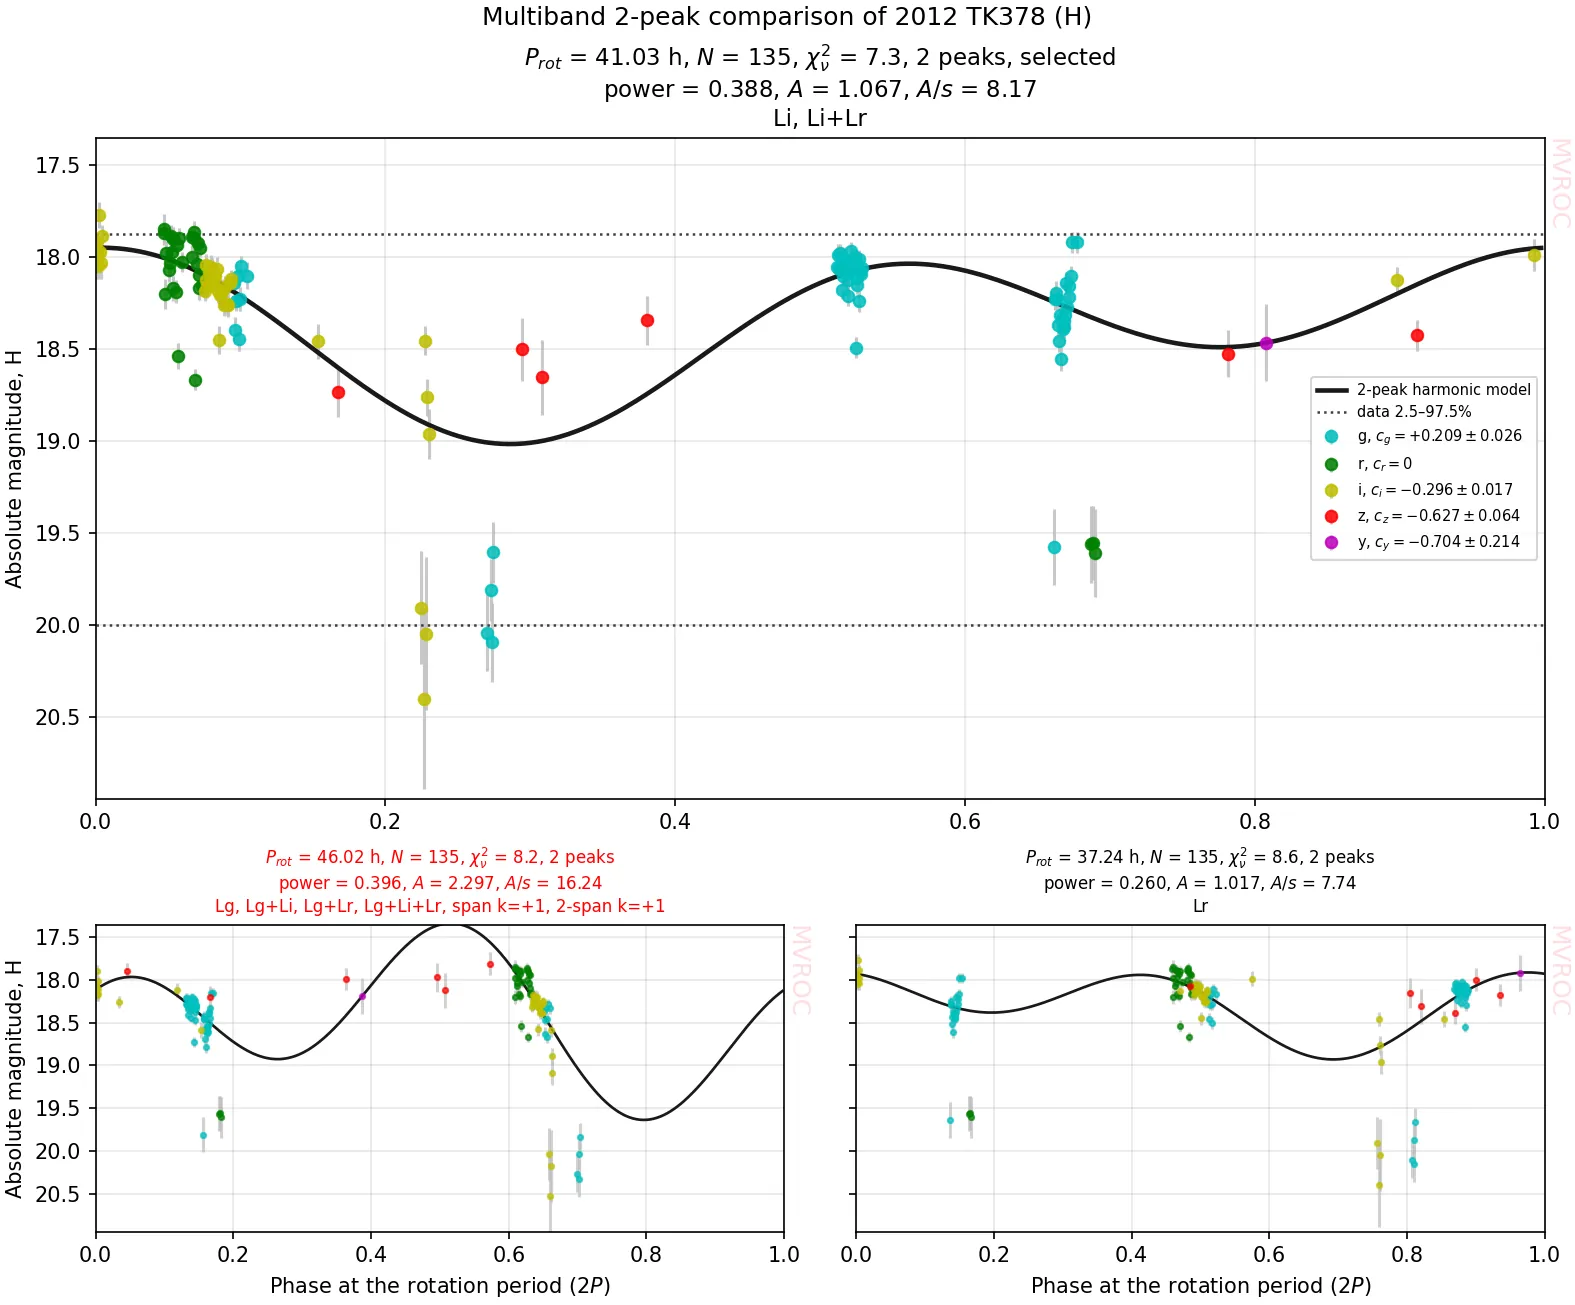 Multiband 2-peak comparison of 2012 TK378 (H)
P_rot = 41.03 h, N = 135, χ²_ν = 7.3, 2 peaks, selected
power = 0.388, A = 1.067, A/s = 8.17
Li, Li+Lr
MVROC
Absolute magnitude, H
17.5
18.0
18.5
19.0
19.5
20.0
20.5
2-peak harmonic model
data 2.5–97.5%
g, c_g = +0.209 ± 0.026
r, c_r = 0
i, c_i = −0.296 ± 0.017
z, c_z = −0.627 ± 0.064
y, c_y = −0.704 ± 0.214
0.0 0.2 0.4 0.6 0.8 1.0
P_rot = 46.02 h, N = 135, χ²_ν = 8.2, 2 peaks
power = 0.396, A = 2.297, A/s = 16.24
Lg, Lg+Li, Lg+Lr, Lg+Li+Lr, span k=+1, 2-span k=+1
MVROC
Absolute magnitude, H
17.5
18.0
18.5
19.0
19.5
20.0
20.5
0.0 0.2 0.4 0.6 0.8 1.0
Phase at the rotation period (2P)
P_rot = 37.24 h, N = 135, χ²_ν = 8.6, 2 peaks
power = 0.260, A = 1.017, A/s = 7.74
Lr
MVROC
0.0 0.2 0.4 0.6 0.8 1.0
Phase at the rotation period (2P)